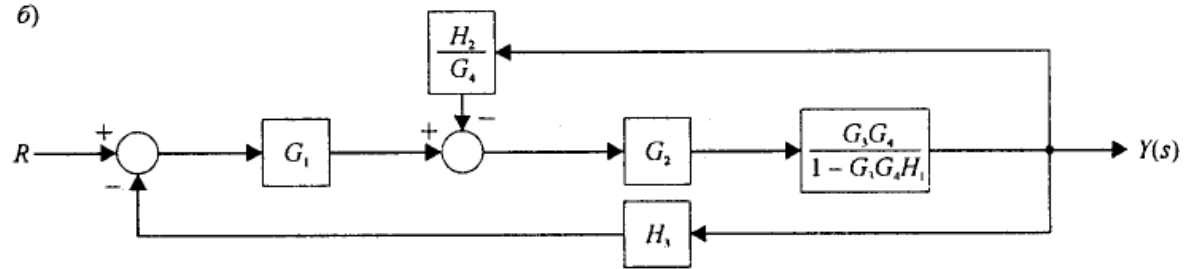 б)
H₂
G₄
R
+
−
G₁
+
−
G₂
G₃G₄
1 − G₃G₄H₁
Y(s)
H₃